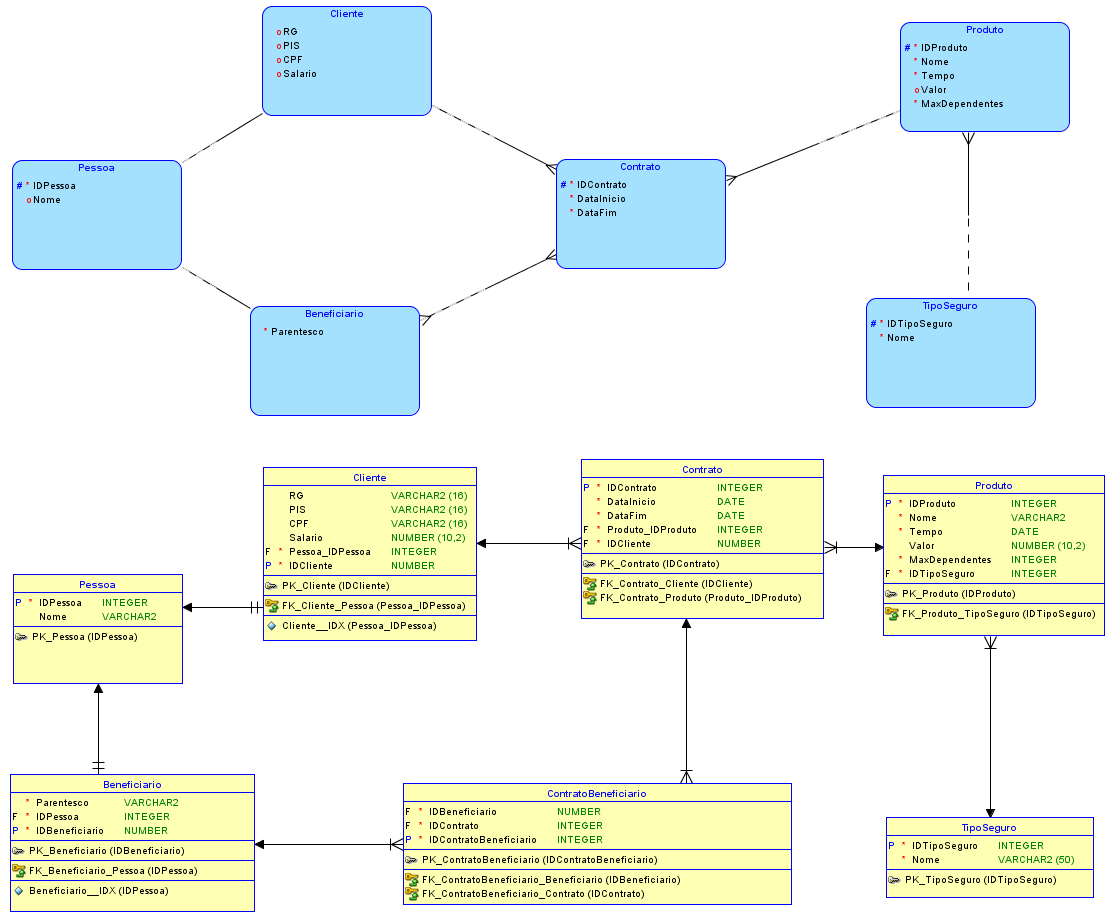 Cliente
o RG
o PIS
o CPF
o Salario
Produto
# * IDProduto
* Nome
* Tempo
o Valor
* MaxDependentes
Pessoa
# * IDPessoa
o Nome
Contrato
# * IDContrato
* DataInicio
* DataFim
Beneficiario
* Parentesco
TipoSeguro
# * IDTipoSeguro
* Nome
Cliente
RG VARCHAR2 (16)
PIS VARCHAR2 (16)
CPF VARCHAR2 (16)
Salario NUMBER (10,2)
F * Pessoa_IDPessoa INTEGER
P * IDCliente NUMBER
PK_Cliente (IDCliente)
FK_Cliente_Pessoa (Pessoa_IDPessoa)
Cliente__IDX (Pessoa_IDPessoa)
Contrato
P * IDContrato INTEGER
* DataInicio DATE
* DataFim DATE
F * Produto_IDProduto INTEGER
F * IDCliente NUMBER
PK_Contrato (IDContrato)
FK_Contrato_Cliente (IDCliente)
FK_Contrato_Produto (Produto_IDProduto)
Produto
P * IDProduto INTEGER
* Nome VARCHAR2
* Tempo DATE
Valor NUMBER (10,2)
* MaxDependentes INTEGER
F * IDTipoSeguro INTEGER
PK_Produto (IDProduto)
FK_Produto_TipoSeguro (IDTipoSeguro)
Pessoa
P * IDPessoa INTEGER
Nome VARCHAR2
PK_Pessoa (IDPessoa)
Beneficiario
* Parentesco VARCHAR2
F * IDPessoa INTEGER
P * IDBeneficiario NUMBER
PK_Beneficiario (IDBeneficiario)
FK_Beneficiario_Pessoa (IDPessoa)
Beneficiario__IDX (IDPessoa)
ContratoBeneficiario
F * IDBeneficiario NUMBER
F * IDContrato INTEGER
P * IDContratoBeneficiario INTEGER
PK_ContratoBeneficiario (IDContratoBeneficiario)
FK_ContratoBeneficiario_Beneficiario (IDBeneficiario)
FK_ContratoBeneficiario_Contrato (IDContrato)
TipoSeguro
P * IDTipoSeguro INTEGER
* Nome VARCHAR2 (50)
PK_TipoSeguro (IDTipoSeguro)